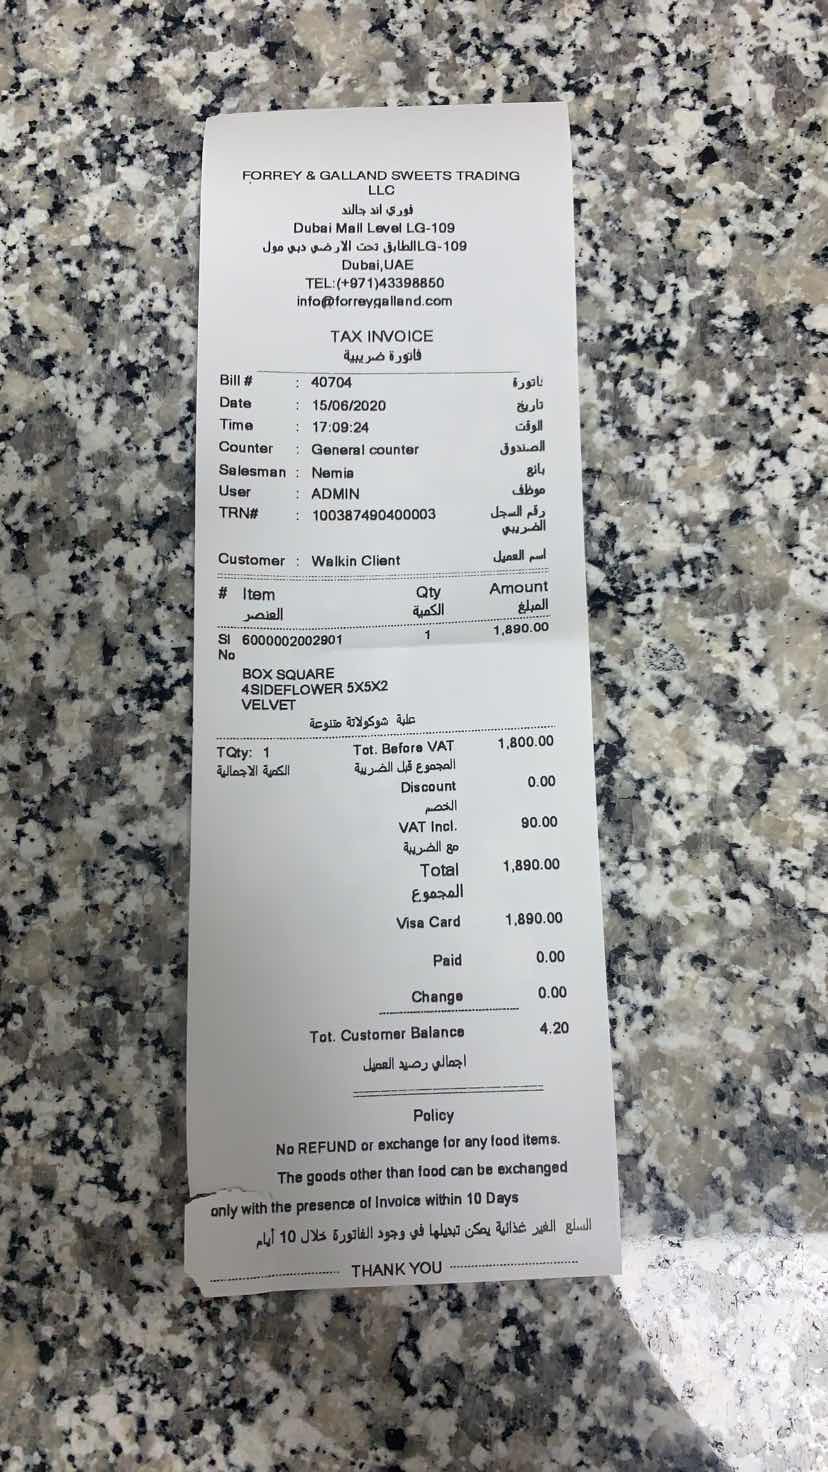 FORREY & GALLAND SWEETS TRADING
LLC
فوري اند جالند
Dubai Mall Level LG-109
الطابق تحت الارضي دبي مول LG-109
Dubai,UAE
TEL:(+971)43398850
info@forreygalland.com
TAX INVOICE
فاتورة ضريبية
Bill # : 40704 فاتورة
Date : 15/06/2020 تاريخ
Time : 17:09:24 الوقت
Counter : General counter الصندوق
Salesman : Nemia بائع
User : ADMIN موظف
TRN# : 100387490400003 رقم السجل
الضريبي
Customer : Walkin Client اسم العميل
# Item Qty Amount
العنصر الكمية المبلغ
Sl 6000002002901 1 1,890.00
No
BOX SQUARE
4SIDEFLOWER 5X5X2
VELVET
علبة شوكولاتة متنوعة
TQty: 1 Tot. Before VAT 1,800.00
الكمية الاجمالية المجموع قبل الضريبة
Discount 0.00
الخصم
VAT Incl. 90.00
مع الضريبة
Total 1,890.00
المجموع
Visa Card 1,890.00
Paid 0.00
Change 0.00
Tot. Customer Balance 4.20
اجمالي رصيد العميل
Policy
No REFUND or exchange for any food items.
The goods other than food can be exchanged
only with the presence of Invoice within 10 Days
السلع الغير غذائية يمكن تبديلها في وجود الفاتورة خلال 10 أيام
THANK YOU